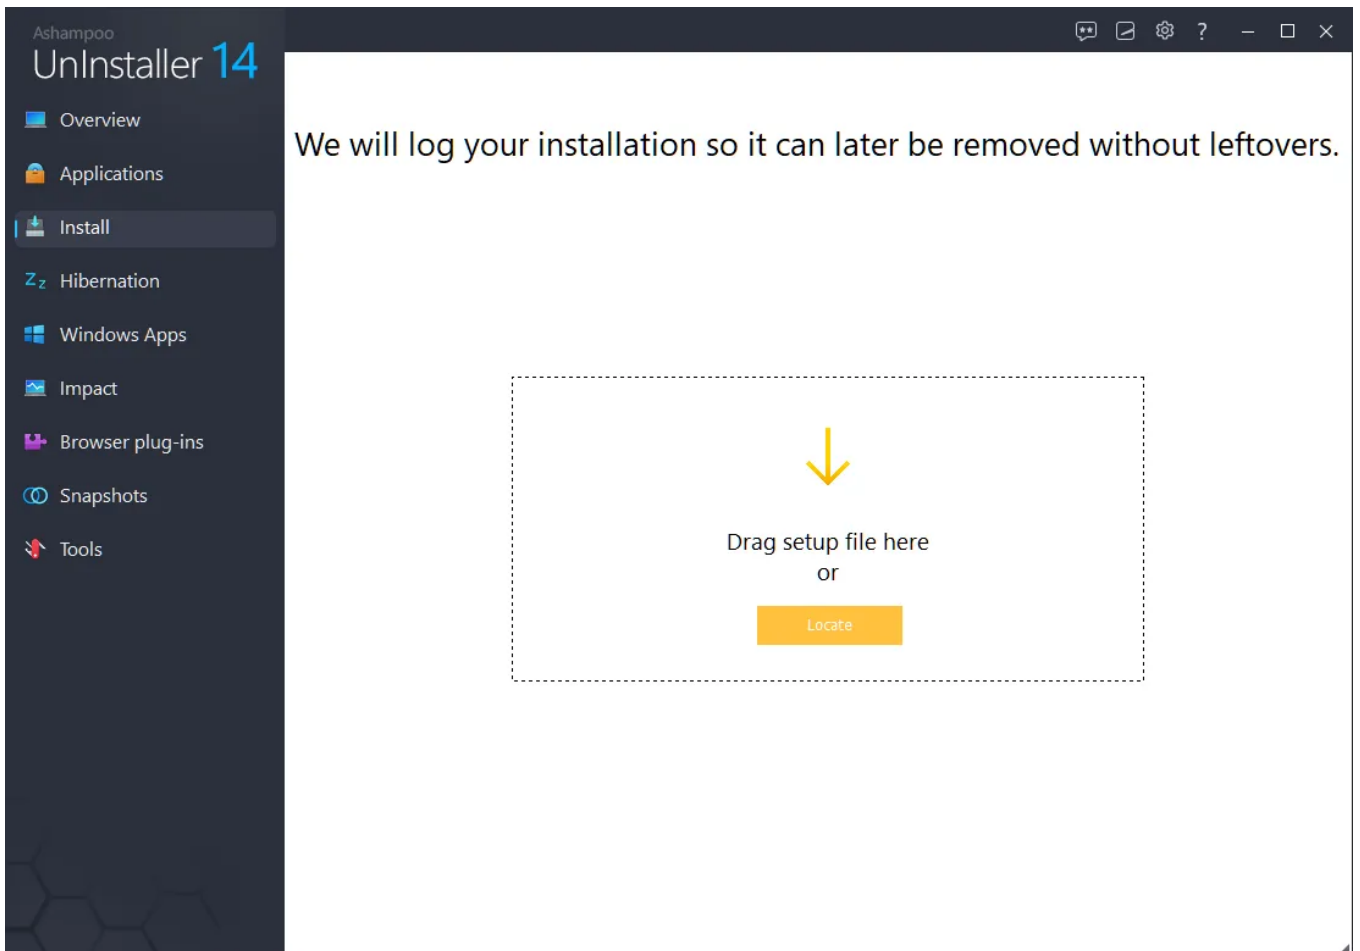 Ashampoo
UnInstaller 14
Overview
Applications
Install
Hibernation
Windows Apps
Impact
Browser plug-ins
Snapshots
Tools
?
We will log your installation so it can later be removed without leftovers.
Drag setup file here
or
Locate